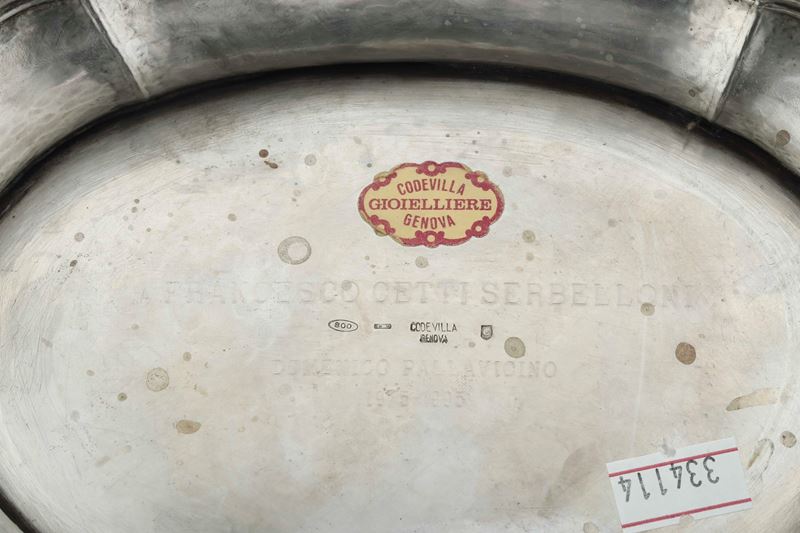 CODEVILLA
GIOIELLIERE
GENOVA
A FRANCESCO CETTI SERBELLONI
800
CODEVILLA
GENOVA
DOMENICO PALLAVICINO
334114